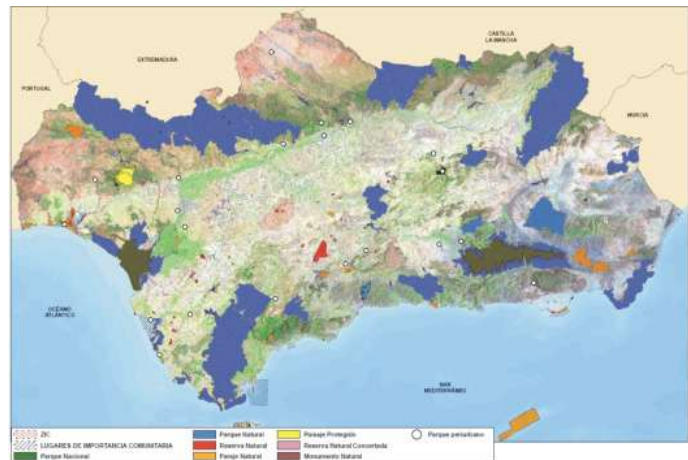 CASTILLA
LA MANCHA
EXTREMADURA
PORTUGAL
MURCIA
OCÉANO
ATLÁNTICO
MAR
MEDITERRÁNEO
ZIC
LUGARES DE IMPORTANCIA COMUNITARIA
Parque Nacional
Parque Natural
Reserva Natural
Paraje Natural
Paisaje Protegido
Reserva Natural Concertada
Monumento Natural
Parque periurbano